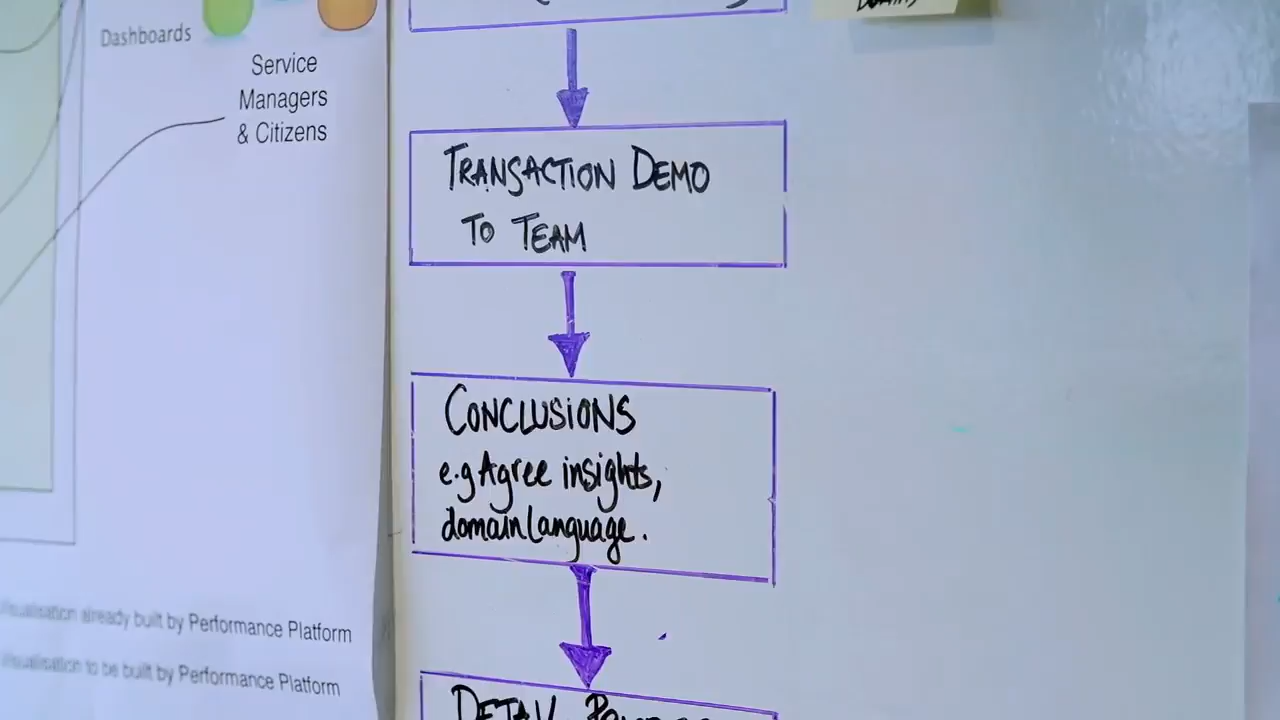 Dashboards
Service
Managers
& Citizens
Visualisation already built by Performance Platform
Visualisation to be built by Performance Platform
TRANSACTION DEMO
TO TEAM
CONCLUSIONS
e.g Agree insights,
domain language.
DETAIL